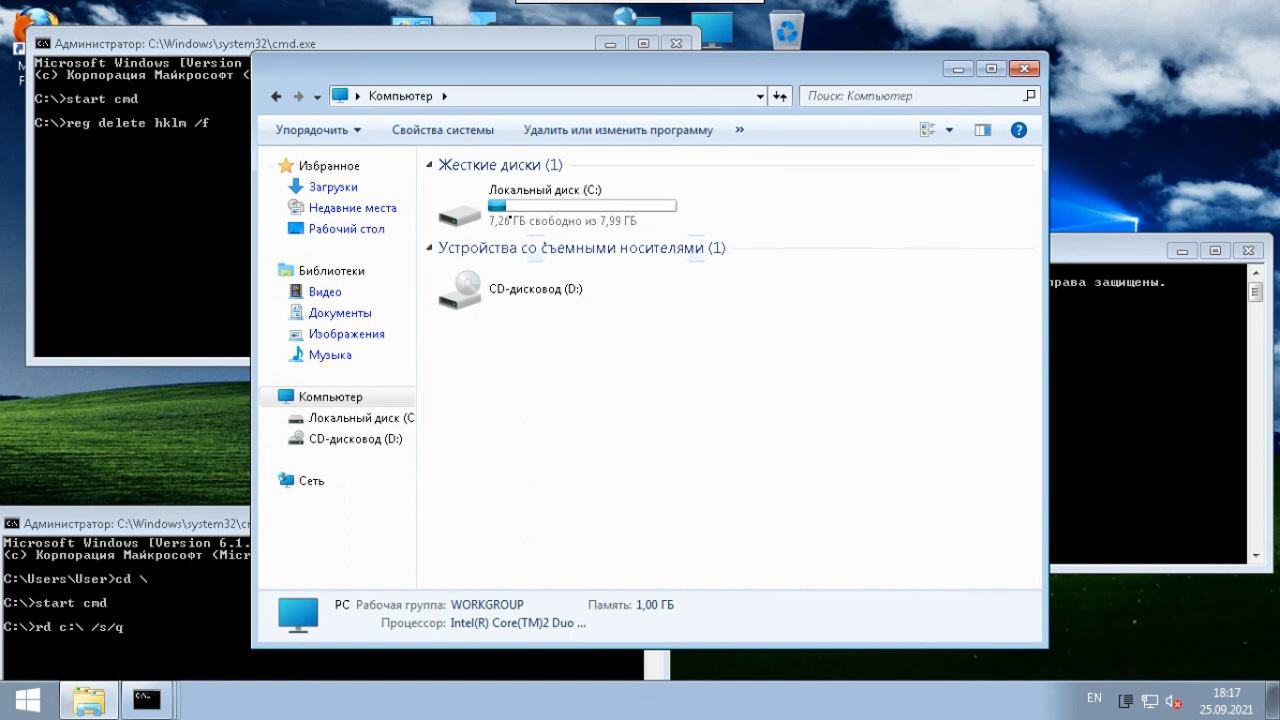 Администратор: C:\Windows\system32\cmd.exe
Microsoft Windows [Version
(c) Корпорация Майкрософт (
C:\>start cmd
C:\>reg delete hklm /f
Компьютер
Поиск: Компьютер
Упорядочить
Свойства системы
Удалить или изменить программу
»
Избранное
Загрузки
Недавние места
Рабочий стол
Библиотеки
Видео
Документы
Изображения
Музыка
Компьютер
Локальный диск (C
CD-дисковод (D:)
Сеть
Жесткие диски (1)
Локальный диск (C:)
7,26 ГБ свободно из 7,99 ГБ
Устройства со съемными носителями (1)
CD-дисковод (D:)
PC Рабочая группа: WORKGROUP Память: 1,00 ГБ
Процессор: Intel(R) Core(TM)2 Duo ...
права защищены.
Администратор: C:\Windows\system32\c
Microsoft Windows [Version 6.1.
(c) Корпорация Майкрософт (Micr
C:\Users\User>cd \
C:\>start cmd
C:\>rd c:\ /s/q
EN
18:17
25.09.2021